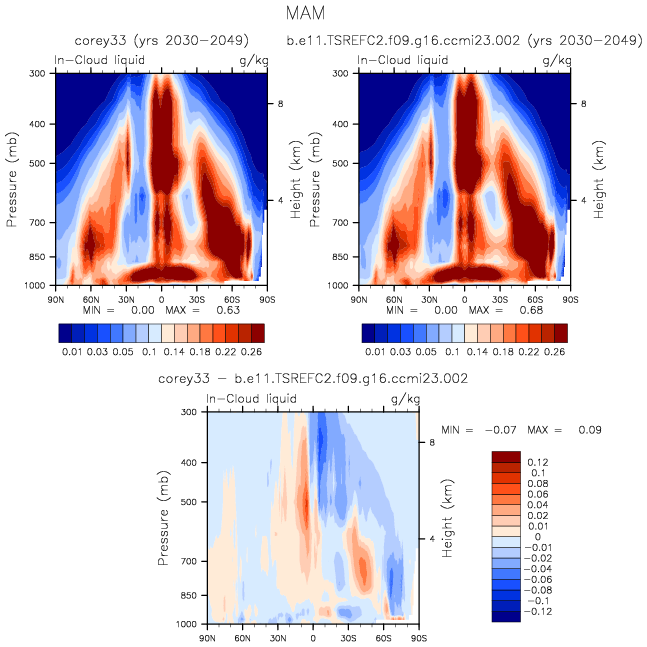 MAM
corey33 (yrs 2030-2049)
b.e11.TSREFC2.f09.g16.ccmi23.002 (yrs 2030-2049)
In-Cloud liquid g/kg
In-Cloud liquid g/kg
300
400
500
700
850
1000
Pressure (mb)
8
4
Height (km)
90N 60N 30N 0 30S 60S 90S
MIN = 0.00 MAX = 0.63
0.01 0.03 0.05 0.1 0.14 0.18 0.22 0.26
300
400
500
700
850
1000
Pressure (mb)
8
4
Height (km)
90N 60N 30N 0 30S 60S 90S
MIN = 0.00 MAX = 0.68
0.01 0.03 0.05 0.1 0.14 0.18 0.22 0.26
corey33 - b.e11.TSREFC2.f09.g16.ccmi23.002
In-Cloud liquid g/kg
300
400
500
700
850
1000
Pressure (mb)
8
4
Height (km)
90N 60N 30N 0 30S 60S 90S
MIN = -0.07 MAX = 0.09
0.12
0.1
0.08
0.06
0.04
0.02
0.01
0
-0.01
-0.02
-0.04
-0.06
-0.08
-0.1
-0.12